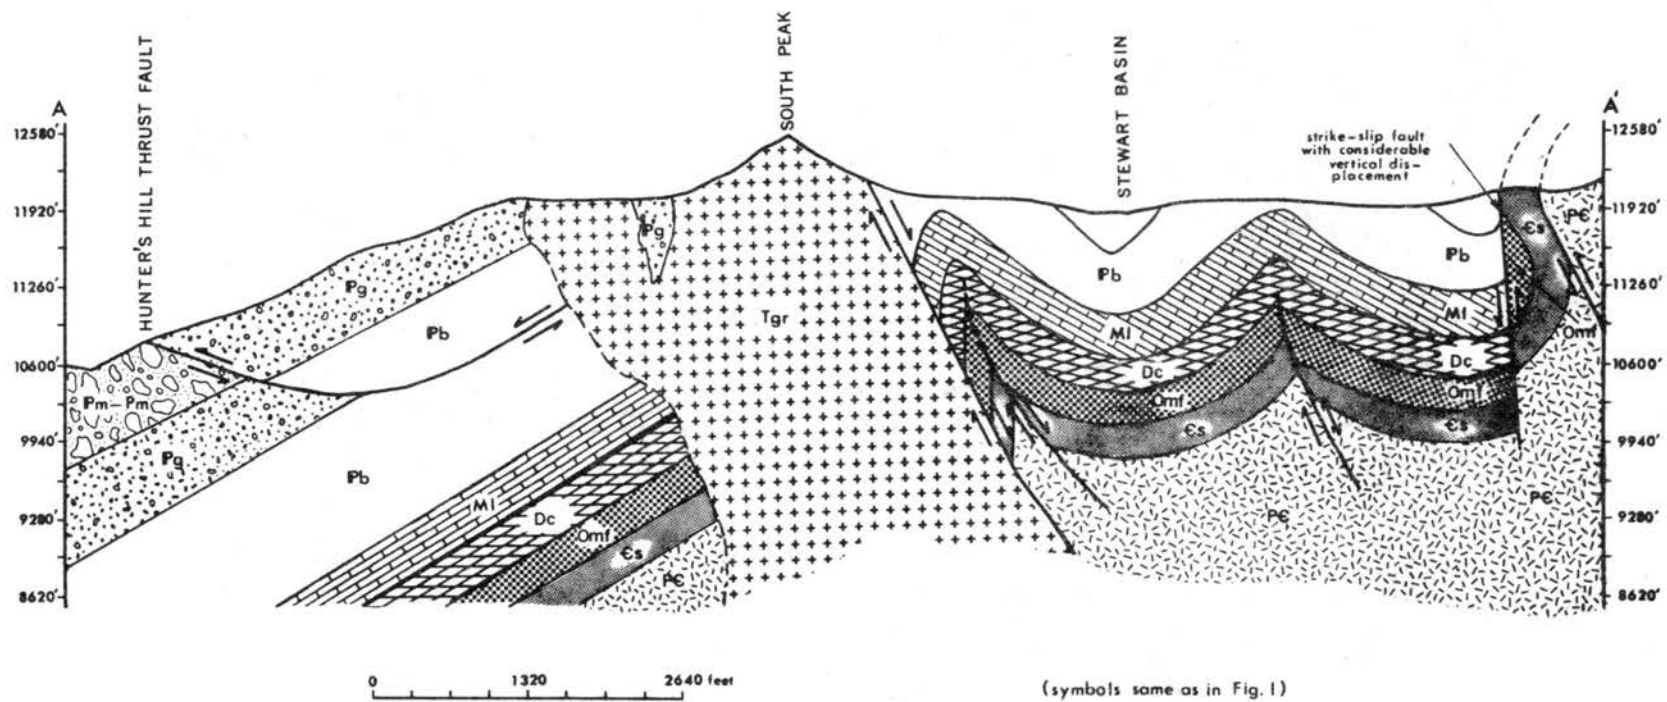 HUNTER'S HILL THRUST FAULT
SOUTH PEAK
STEWART BASIN
A
A'
12580'
11920'
11260'
10600'
9940'
9280'
8620'
12580'
11920'
11260'
10600'
9940'
9280'
8620'
strike-slip fault
with considerable
vertical dis-
placement
ℙg
ℙg
ℙb
ℙm-Pm
ℙg
ℙb
Ml
Dc
Omf
Єs
PЄ
Tgr
ℙb
Ml
Dc
Omf
Єs
PЄ
ℙb
Ml
Dc
Omf
Єs
PЄ
Єs
Omf
PЄ
0 1320 2640 feet
(symbols same as in Fig. 1)